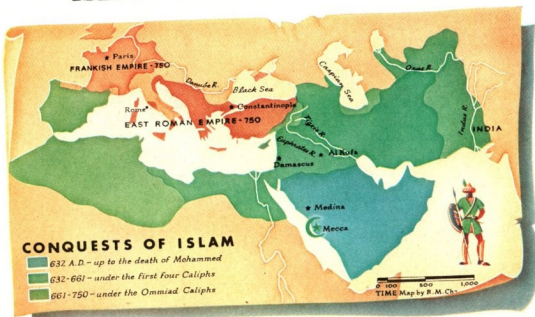 Paris
FRANKISH EMPIRE - 750
Danube R.
Black Sea
Caspian Sea
Oxus R.
Rome
Constantinople
EAST ROMAN EMPIRE - 750
Tigris R.
Euphrates R.
Al Kufa
Damascus
Indus R.
INDIA
Medina
Mecca
CONQUESTS OF ISLAM
632 A.D. - up to the death of Mohammed
632-661 - under the first four Caliphs
661-750 - under the Ommiad Caliphs
0 100 500 1,000
TIME Map by R.M. Ch